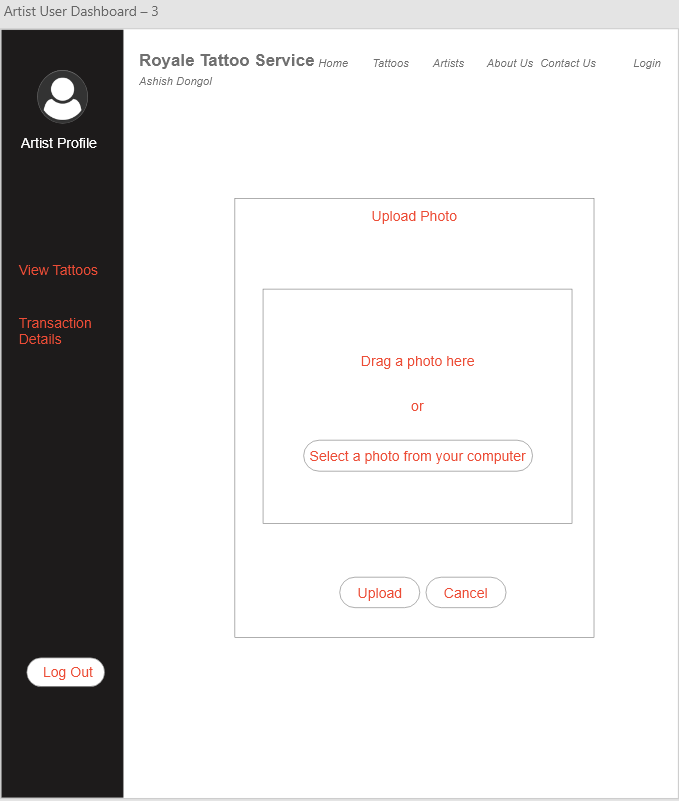 Artist User Dashboard – 3
Royale Tattoo Service Home Tattoos Artists About Us Contact Us Login
Ashish Dongol
Artist Profile
View Tattoos
Transaction
Details
Log Out
Upload Photo
Drag a photo here
or
Select a photo from your computer
Upload Cancel